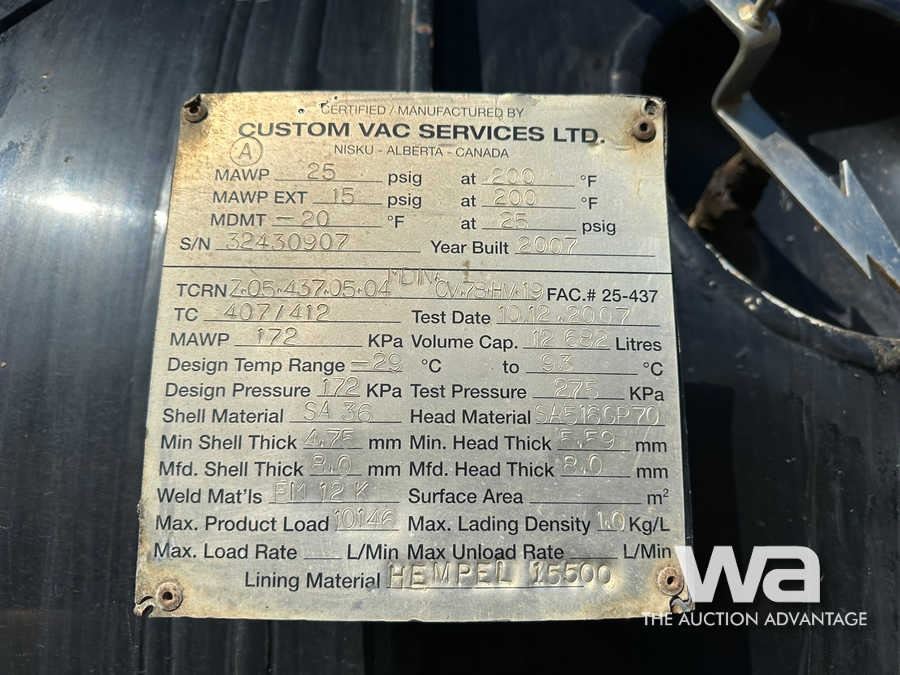 CERTIFIED / MANUFACTURED BY
CUSTOM VAC SERVICES LTD.
A NISKU - ALBERTA - CANADA
MAWP 25 psig at 200 °F
MAWP EXT 15 psig at 200 °F
MDMT -20 °F at 25 psig
S/N 32430907 Year Built 2007
TCRN Z.05.437.05.04 CV.78.HV.19 FAC.# 25-437
TC 407/412 Test Date 10.12.2007
MAWP 172 KPa Volume Cap. 12 682 Litres
Design Temp Range -29 °C to 93 °C
Design Pressure 172 KPa Test Pressure 275 KPa
Shell Material SA 36 Head Material SA516GP70
Min Shell Thick 4.75 mm Min. Head Thick 5.59 mm
Mfd. Shell Thick 8.0 mm Mfd. Head Thick 8.0 mm
Weld Mat'ls EM 12 K Surface Area m²
Max. Product Load 10146 Max. Lading Density 1.0 Kg/L
Max. Load Rate L/Min Max Unload Rate L/Min
Lining Material HEMPEL 15500
wa
THE AUCTION ADVANTAGE